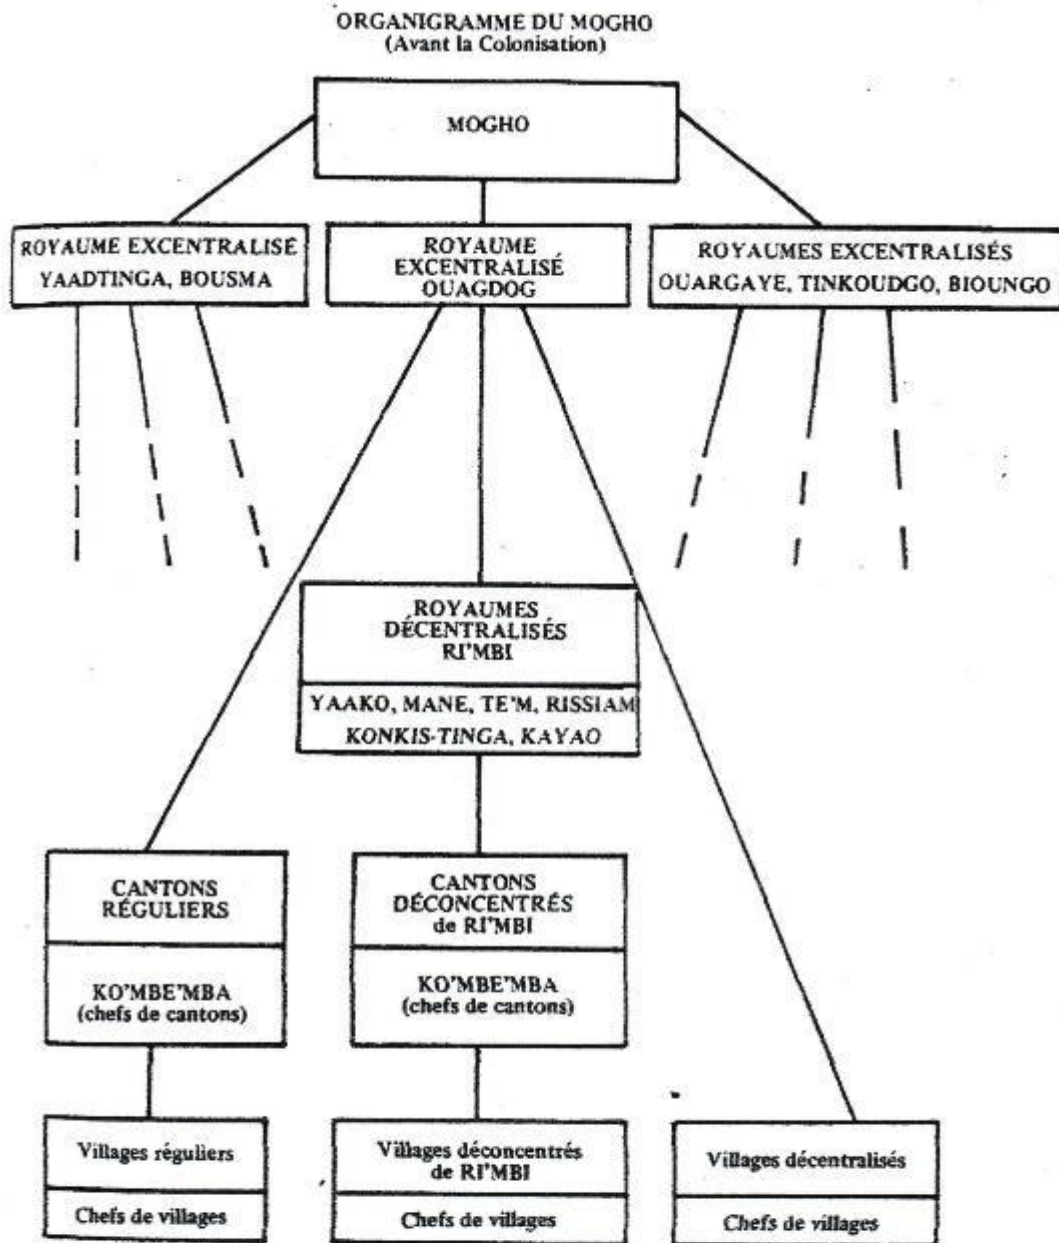 ORGANIGRAMME DU MOGHO
(Avant la Colonisation)
MOGHO
ROYAUME EXCENTRALISÉ
YAADTINGA, BOUSMA
ROYAUME
EXCENTRALISÉ
OUAGDOG
ROYAUMES EXCENTRALISÉS
OUARGAYE, TINKOUDGO, BIOUNGO
ROYAUMES
DÉCENTRALISÉS
RI'MBI
YAAKO, MANE, TE'M, RISSIAM
KONKIS-TINGA, KAYAO
CANTONS
RÉGULIERS
KO'MBE'MBA
(chefs de cantons)
CANTONS
DÉCONCENTRÉS
de RI'MBI
KO'MBE'MBA
(chefs de cantons)
Villages réguliers
Chefs de villages
Villages déconcentrés
de RI'MBI
Chefs de villages
Villages décentralisés
Chefs de villages